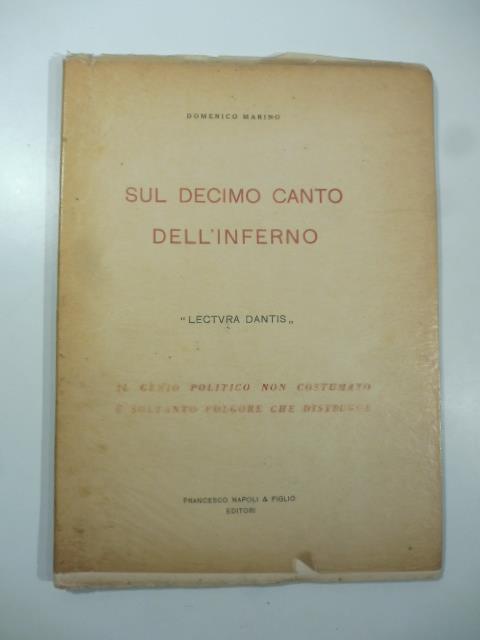 DOMENICO MARINO
SUL DECIMO CANTO
DELL'INFERNO
"LECTVRA DANTIS„
IL GENIO POLITICO NON COSTUMATO
È SOLTANTO FOLGORE CHE DISTRUGGE
FRANCESCO NAPOLI & FIGLIO
EDITORI